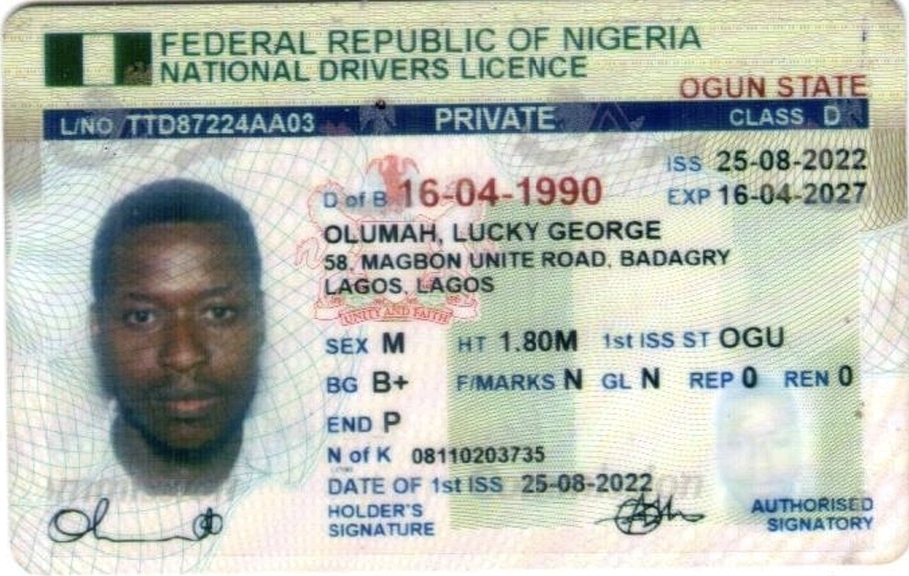 FEDERAL REPUBLIC OF NIGERIA
NATIONAL DRIVERS LICENCE
OGUN STATE
L/NO TTD87224AA03 PRIVATE CLASS D
ISS 25-08-2022
D of B 16-04-1990 EXP 16-04-2027
OLUMAH, LUCKY GEORGE
58, MAGBON UNITE ROAD, BADAGRY
LAGOS, LAGOS
UNITY AND FAITH
SEX M HT 1.80M 1st ISS ST OGU
BG B+ F/MARKS N GL N REP 0 REN 0
END P
N of K 08110203735
DATE OF 1st ISS 25-08-2022
HOLDER'S SIGNATURE
AUTHORISED SIGNATORY